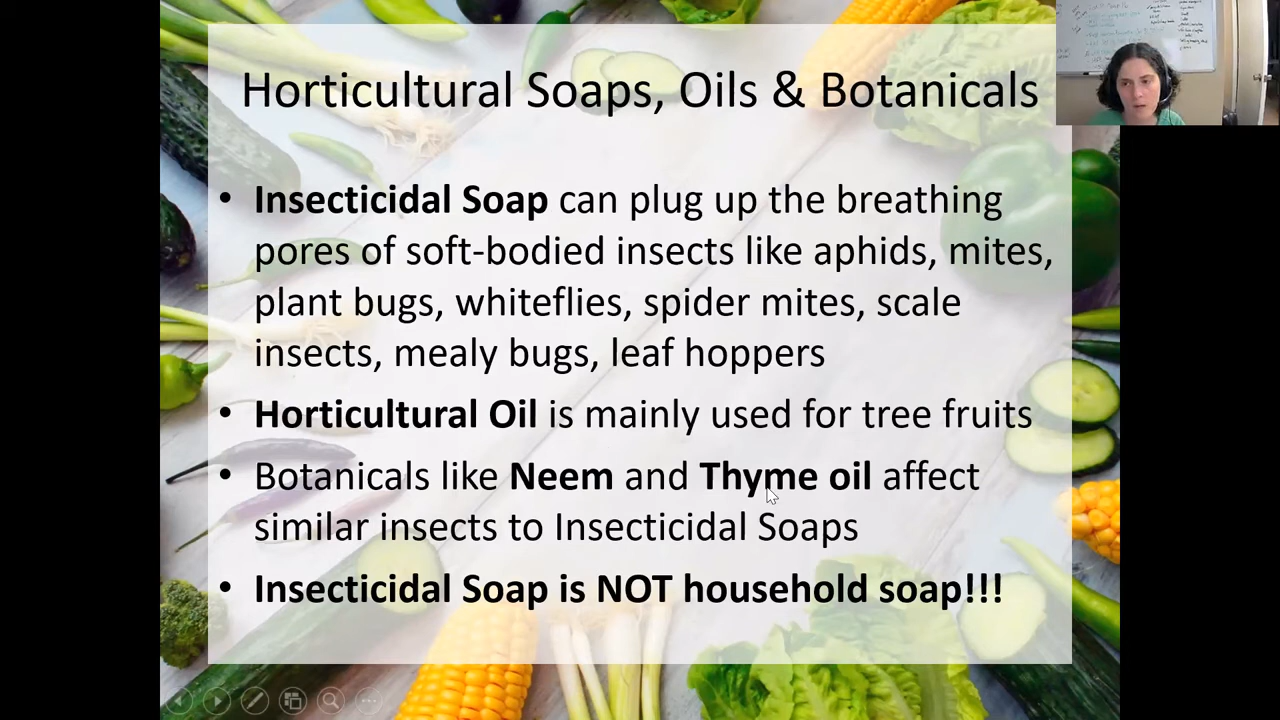 Horticultural Soaps, Oils & Botanicals
• Insecticidal Soap can plug up the breathing
pores of soft-bodied insects like aphids, mites,
plant bugs, whiteflies, spider mites, scale
insects, mealy bugs, leaf hoppers
• Horticultural Oil is mainly used for tree fruits
• Botanicals like Neem and Thyme oil affect
similar insects to Insecticidal Soaps
• Insecticidal Soap is NOT household soap!!!